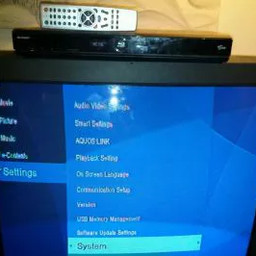 Movie
Picture
Music
e-Contents
Settings
Audio Video Settings
Smart Settings
AQUOS LINK
Playback Setting
On Screen Language
Communication Setup
Version
USB Memory Management
Software Update Settings
System